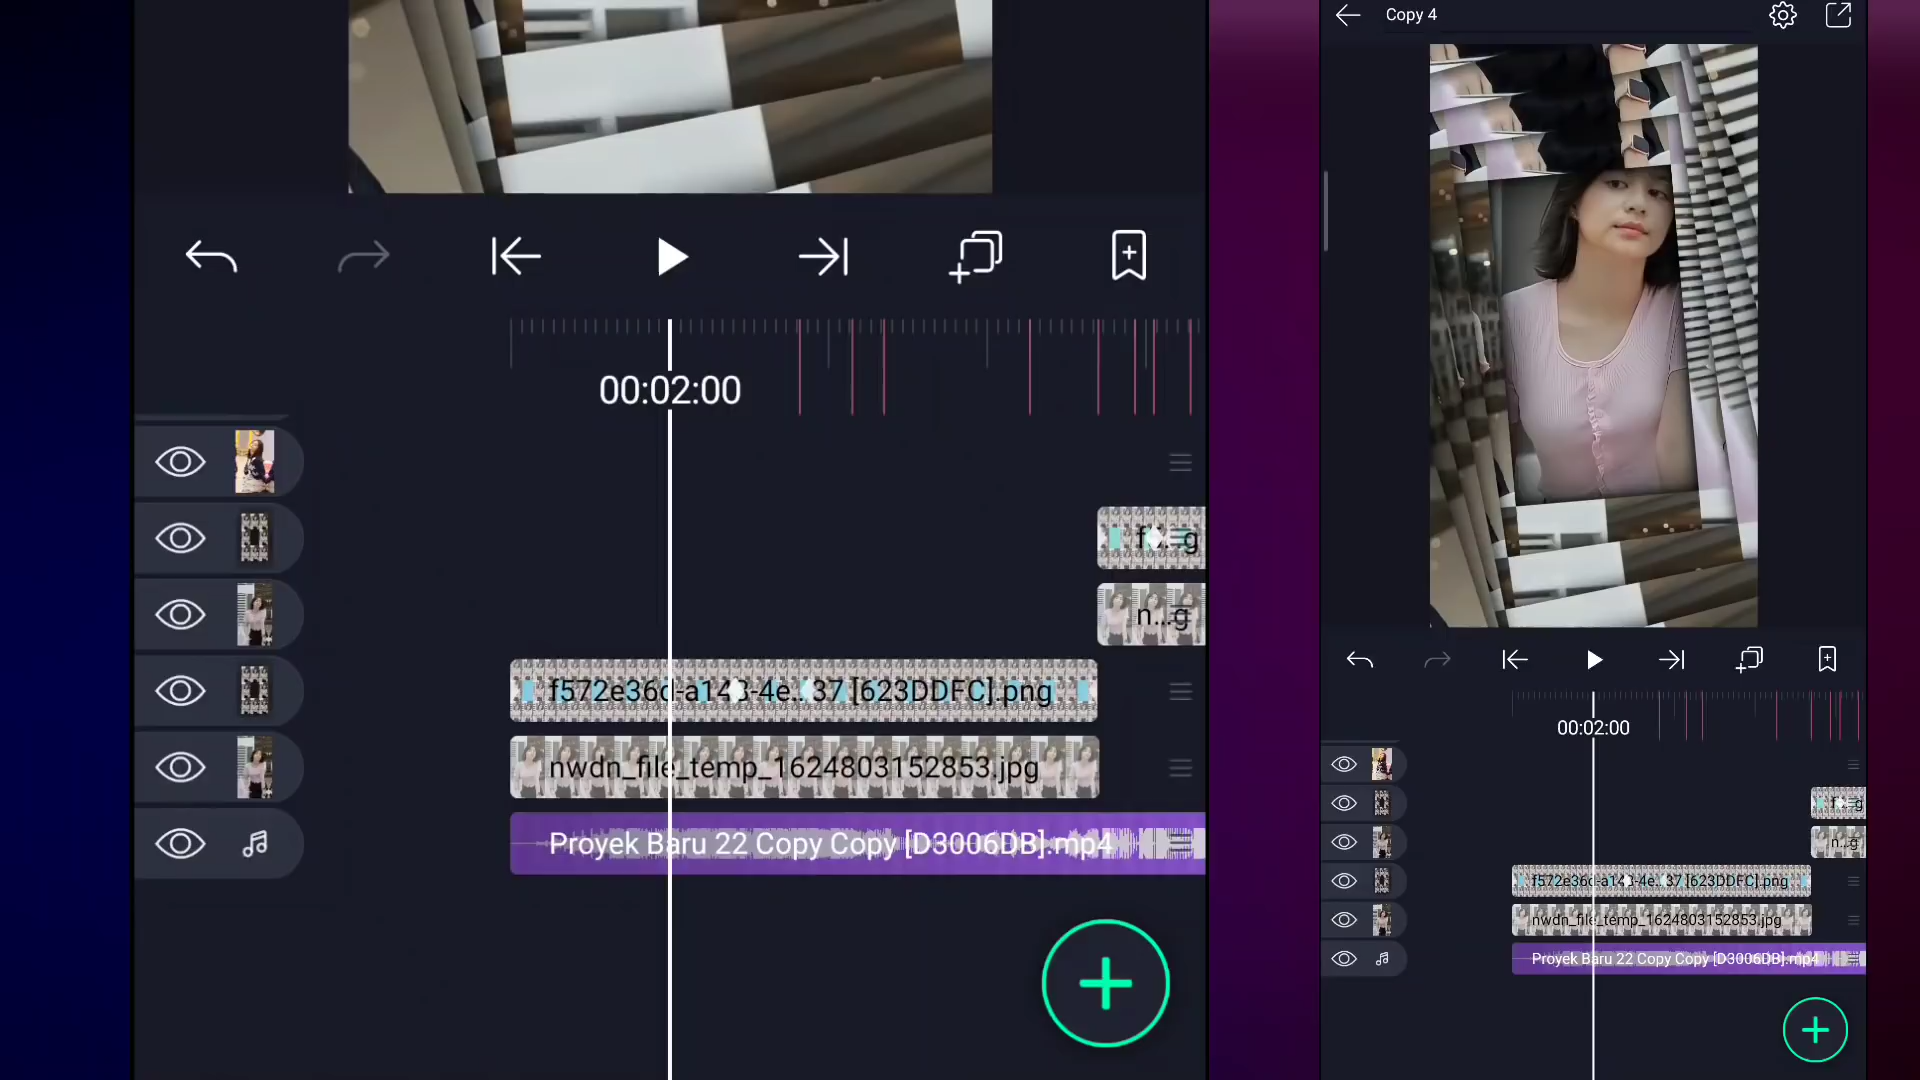 00:02:00
f...g
n...g
f572e36d-a143-4e...37 [623DDFC].png
nwdn_file_temp_1624803152853.jpg
Proyek Baru 22 Copy Copy [D3006DB].mp4
Copy 4
00:02:00
f...g
n...g
f572e36d-a143-4e...37 [623DDFC].png
nwdn_file_temp_1624803152853.jpg
Proyek Baru 22 Copy Copy [D3006DB].mp4